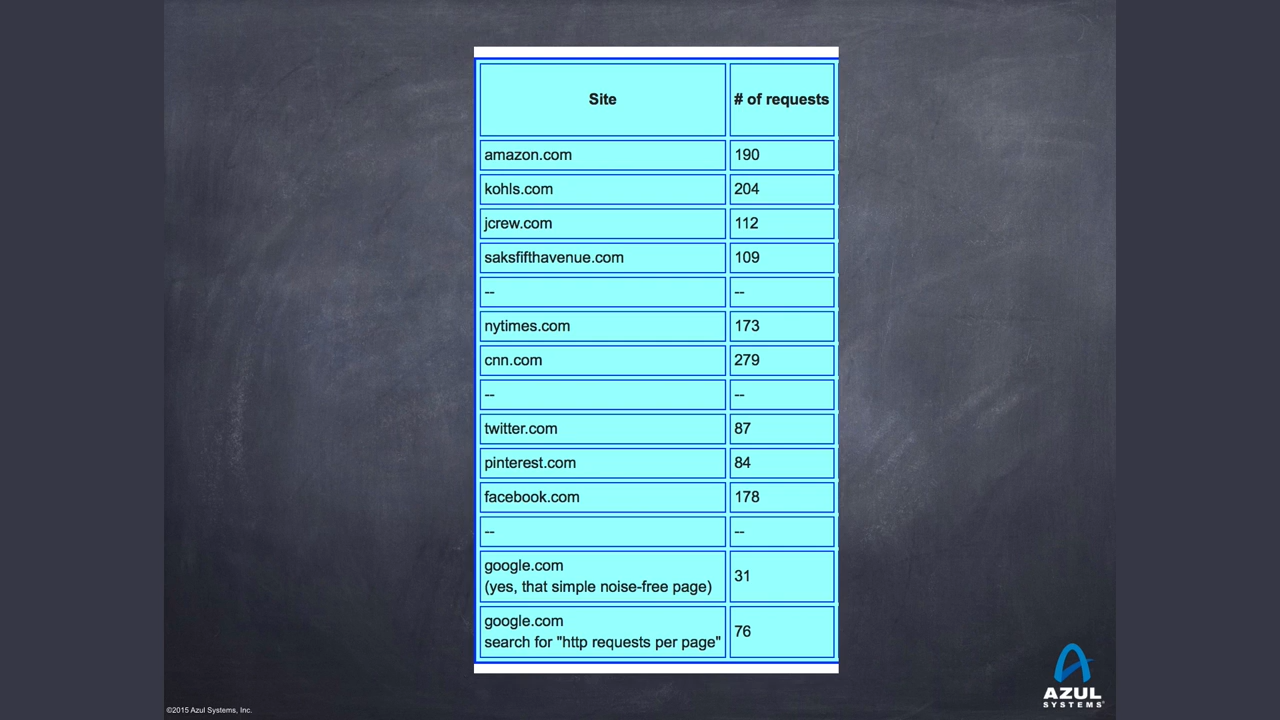 Site # of requests
amazon.com 190
kohls.com 204
jcrew.com 112
saksfifthavenue.com 109
-- --
nytimes.com 173
cnn.com 279
-- --
twitter.com 87
pinterest.com 84
facebook.com 178
-- --
google.com
(yes, that simple noise-free page) 31
google.com
search for "http requests per page" 76
AZUL
SYSTEMS®
©2015 Azul Systems, Inc.